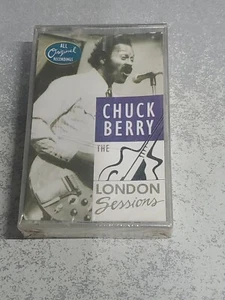 ALL
Original
RECORDINGS
CHUCK
BERRY
THE
LONDON
Sessions